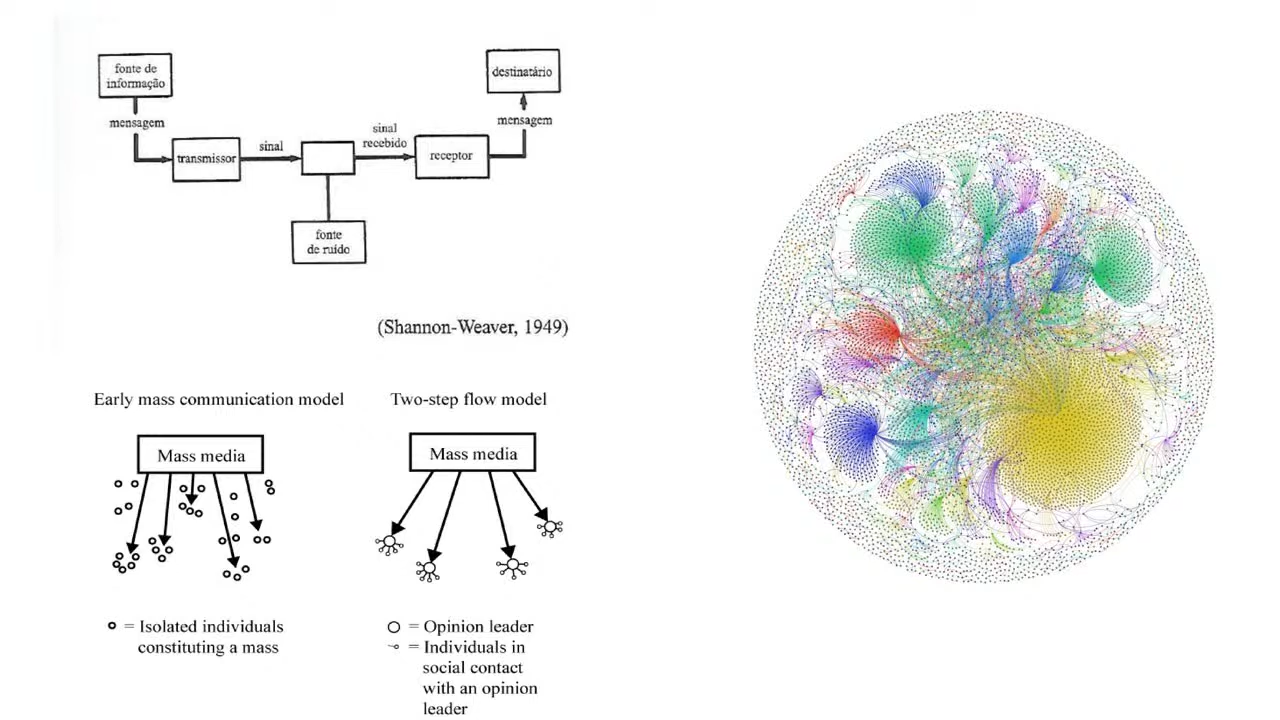 fonte de
informação
destinatário
mensagem
mensagem
transmissor
sinal
sinal
recebido
receptor
fonte
de ruído
(Shannon-Weaver, 1949)
Early mass communication model
Two-step flow model
Mass media
Mass media
= Isolated individuals
constituting a mass
= Opinion leader
= Individuals in
social contact
with an opinion
leader